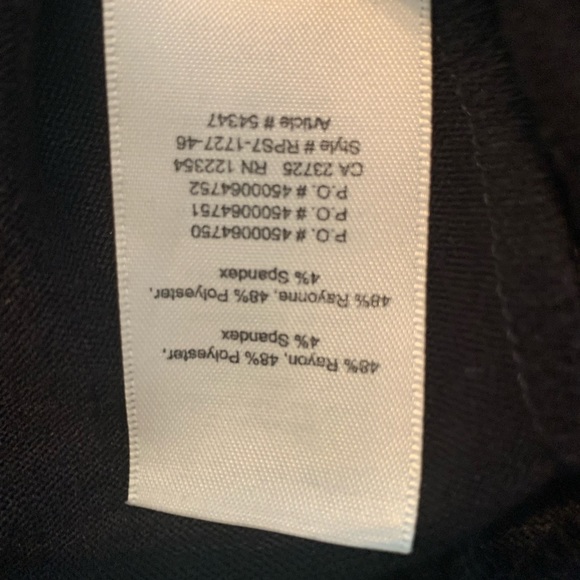 48% Rayon, 48% Polyester,
4% Spandex
48% Rayonne, 48% Polyester,
4% Spandex
P.O. # 4500064750
P.O. # 4500064751
P.O. # 4500064752
CA 23725 RN 122354
Style # RPS7-1727-46
Article # 54347